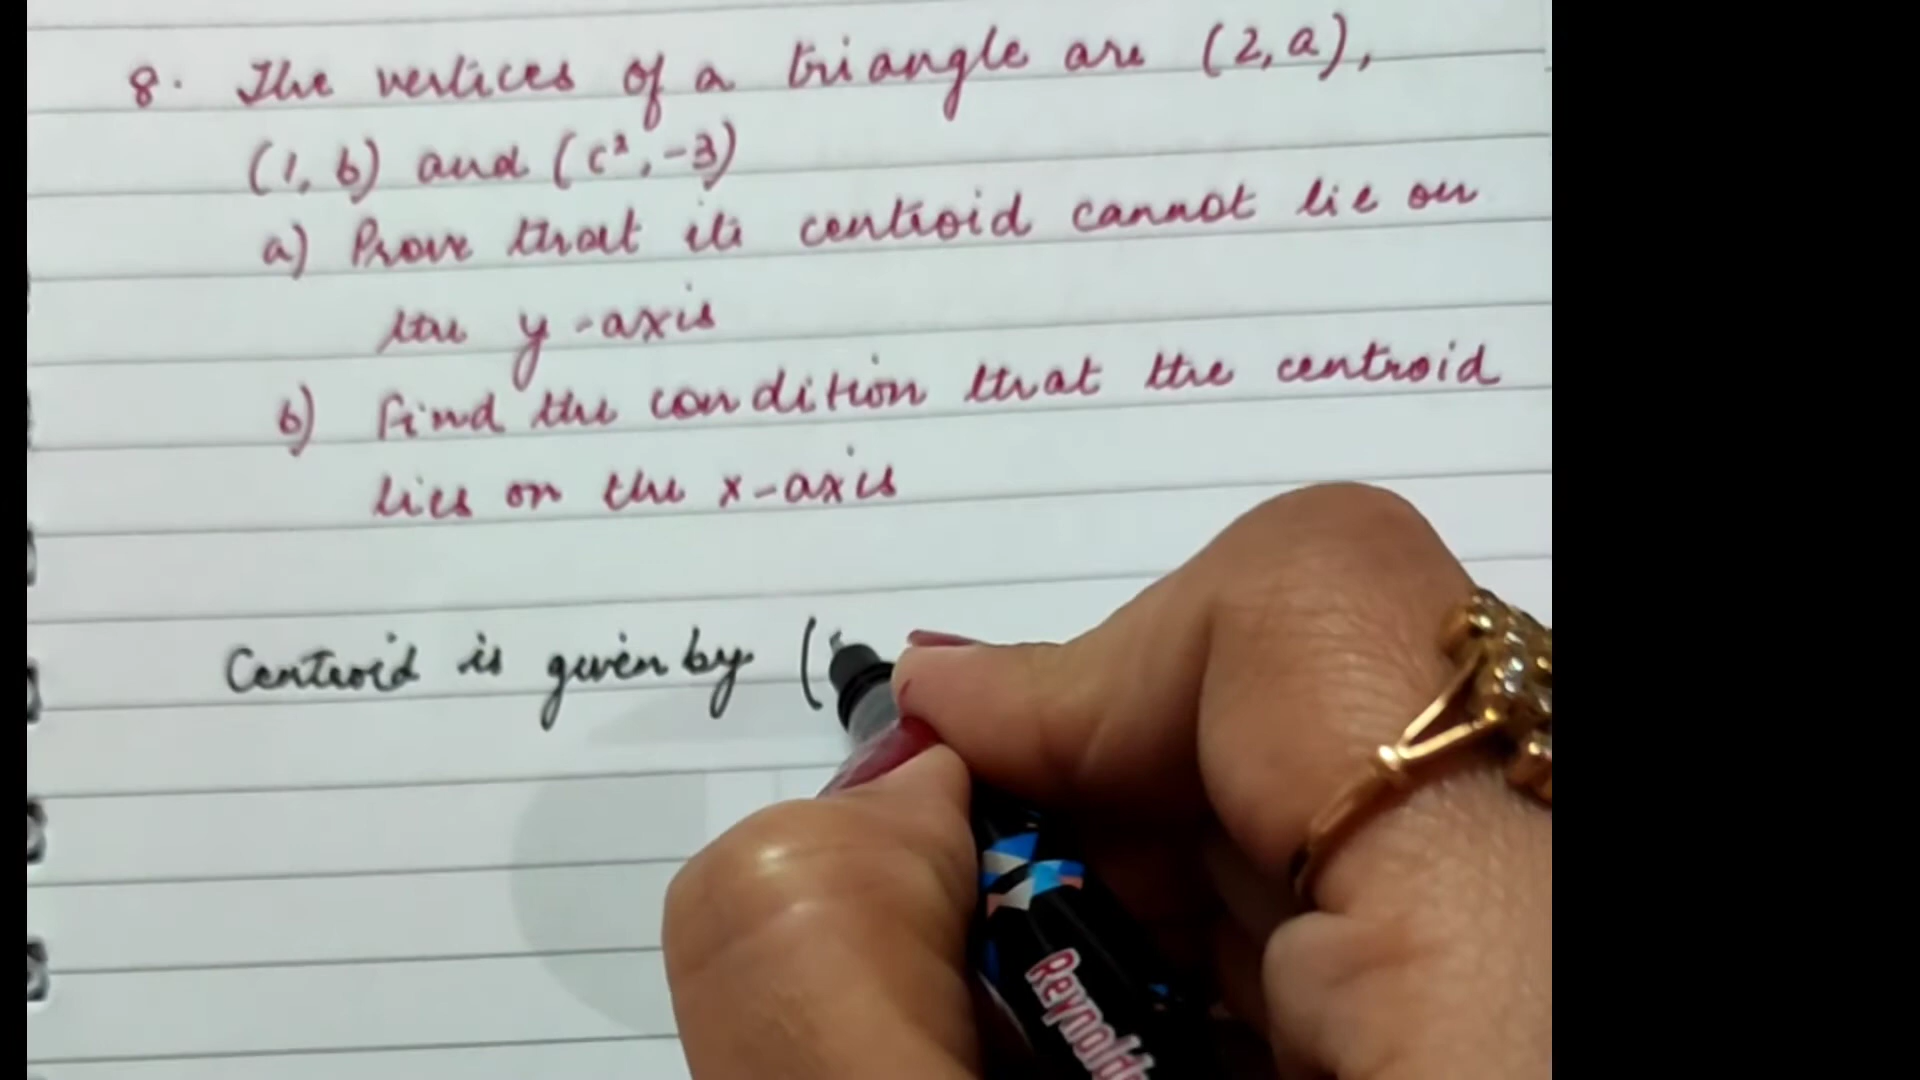 8. The vertices of a triangle are (2, a),
(1, b) and (c², -3)
a) Prove that its centroid cannot lie on
the y-axis
b) Find the condition that the centroid
lies on the x-axis
Centroid is given by (
Reynolds